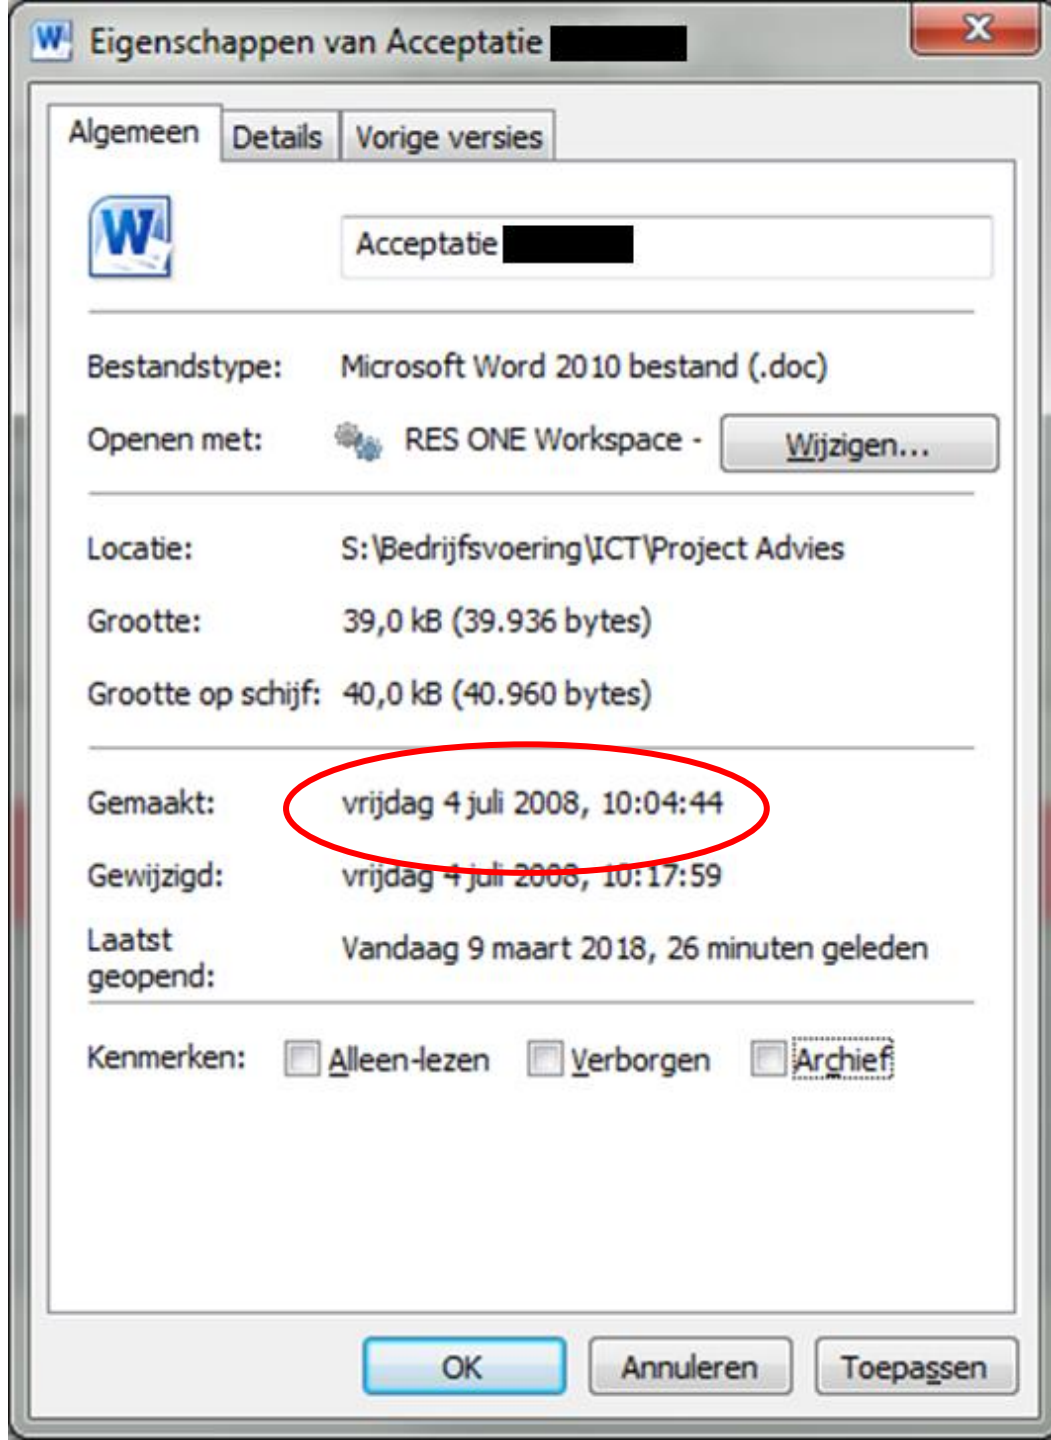 Eigenschappen van Acceptatie
Algemeen Details Vorige versies
Acceptatie
Bestandstype: Microsoft Word 2010 bestand (.doc)
Openen met: RES ONE Workspace - Wijzigen...
Locatie: S:\Bedrijfsvoering\ICT\Project Advies
Grootte: 39,0 kB (39.936 bytes)
Grootte op schijf: 40,0 kB (40.960 bytes)
Gemaakt: vrijdag 4 juli 2008, 10:04:44
Gewijzigd: vrijdag 4 juli 2008, 10:17:59
Laatst geopend: Vandaag 9 maart 2018, 26 minuten geleden
Kenmerken: Alleen-lezen Verborgen Archief
OK Annuleren Toepassen